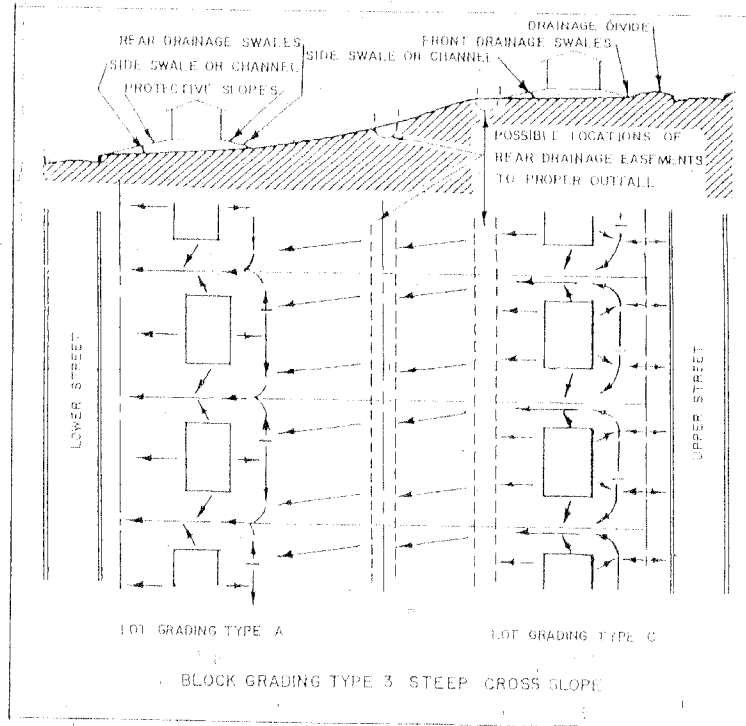 DRAINAGE DIVIDE
REAR DRAINAGE SWALES
FRONT DRAINAGE SWALES
SIDE SWALE OR CHANNEL
SIDE SWALE OR CHANNEL
PROTECTIVE SLOPES
POSSIBLE LOCATIONS OF
REAR DRAINAGE EASEMENTS
TO PROPER OUTFALL
LOWER STREET
UPPER STREET
LOT GRADING TYPE A
LOT GRADING TYPE C
BLOCK GRADING TYPE 3 STEEP CROSS SLOPE